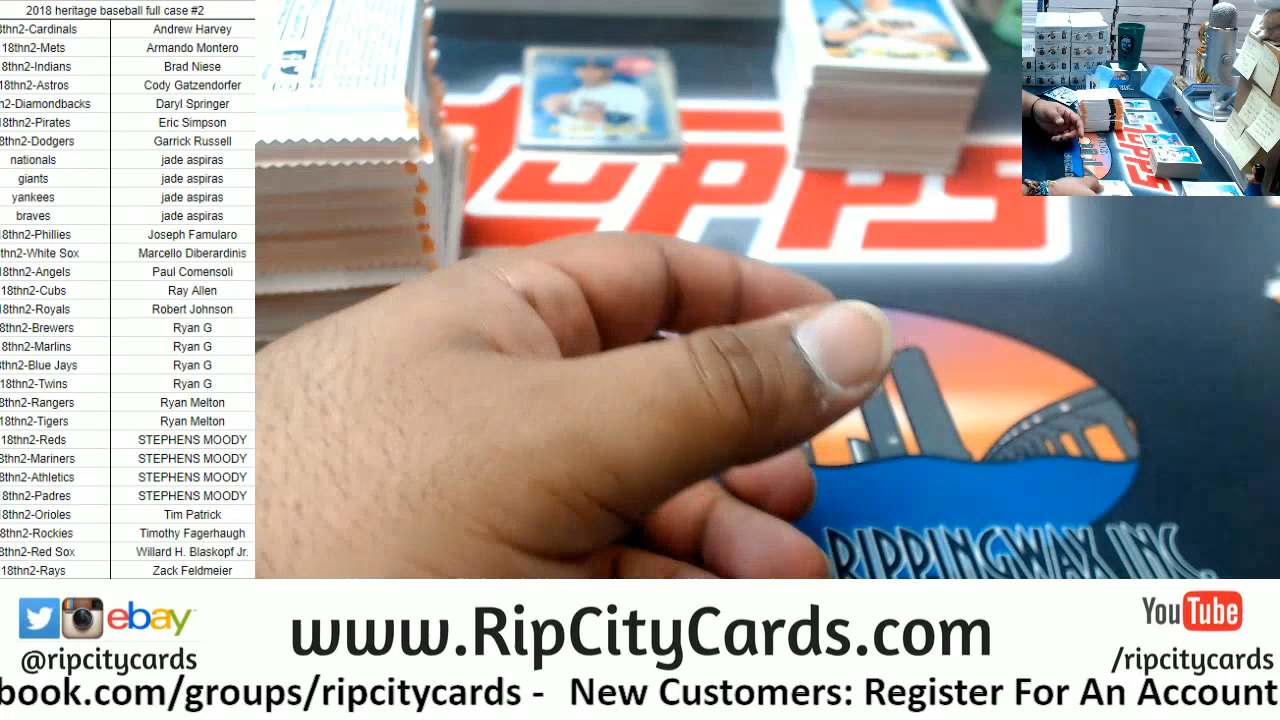 2018 heritage baseball full case #2
8thn2-Cardinals Andrew Harvey
18thn2-Mets Armando Montero
8thn2-Indians Brad Niese
18thn2-Astros Cody Gatzendorfer
n2-Diamondbacks Daryl Springer
18thn2-Pirates Eric Simpson
8thn2-Dodgers Garrick Russell
nationals jade aspiras
giants jade aspiras
yankees jade aspiras
braves jade aspiras
18thn2-Phillies Joseph Famularo
thn2-White Sox Marcello Diberardinis
18thn2-Angels Paul Comensoli
18thn2-Cubs Ray Allen
18thn2-Royals Robert Johnson
8thn2-Brewers Ryan G
18thn2-Marlins Ryan G
8thn2-Blue Jays Ryan G
18thn2-Twins Ryan G
8thn2-Rangers Ryan Melton
18thn2-Tigers Ryan Melton
18thn2-Reds STEPHENS MOODY
8thn2-Mariners STEPHENS MOODY
8thn2-Athletics STEPHENS MOODY
8thn2-Padres STEPHENS MOODY
18thn2-Orioles Tim Patrick
8thn2-Rockies Timothy Fagerhaugh
8thn2-Red Sox Willard H. Blaskopf Jr.
18thn2-Rays Zack Feldmeier
TOPPS
RIPPINGWAX INC.
ebay
@ripcitycards
www.RipCityCards.com
YouTube
/ripcitycards
book.com/groups/ripcitycards - New Customers: Register For An Account